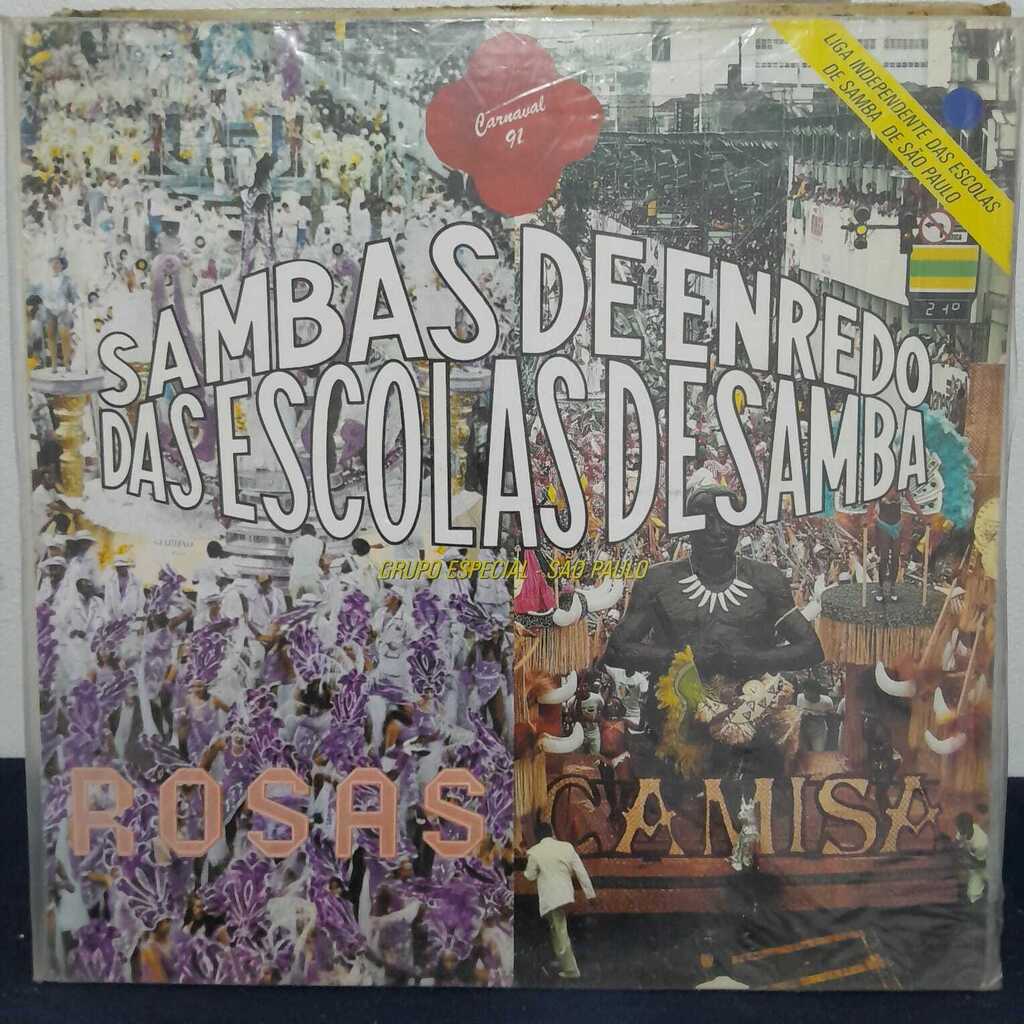 Carnaval
91
LIGA INDEPENDENTE DAS ESCOLAS
DE SAMBA DE SÃO PAULO
SAMBAS DE ENREDO
DAS ESCOLAS DE SAMBA
GRUPO ESPECIAL - SÃO PAULO
ROSAS
CAMISA
21º